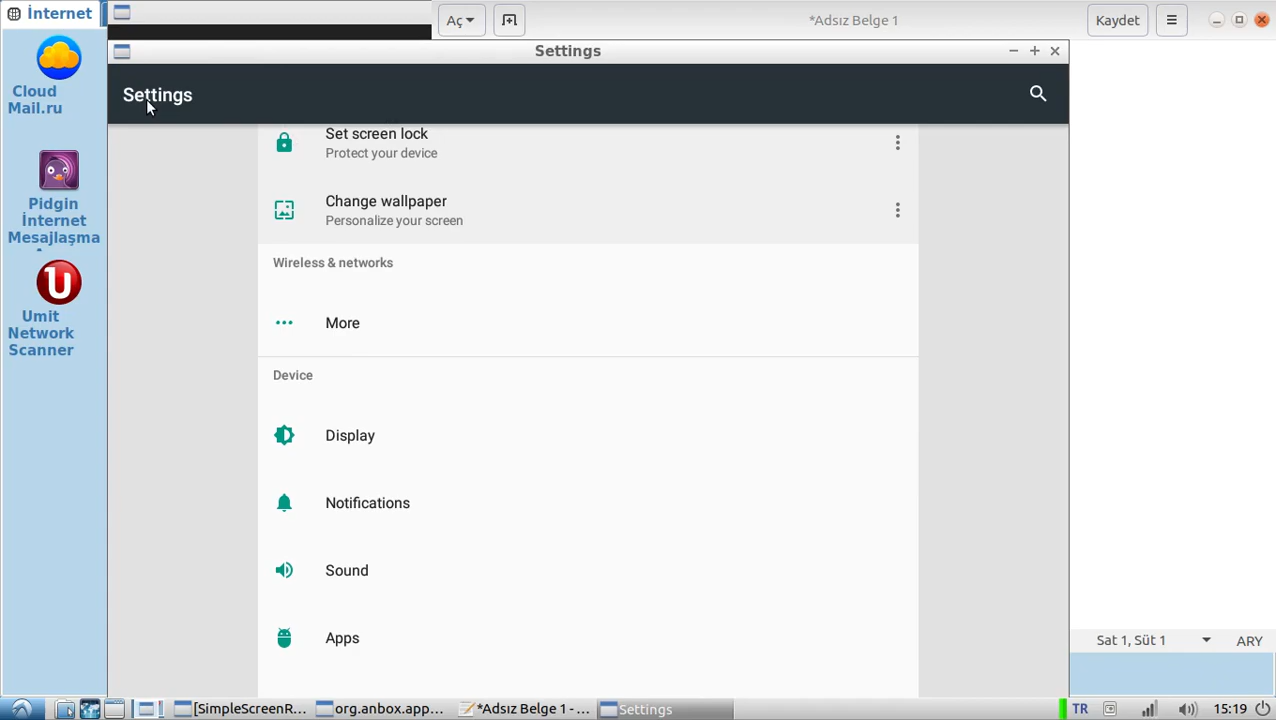 İnternet
Cloud
Mail.ru
Pidgin
İnternet
Mesajlaşma
Umit
Network
Scanner
Aç
*Adsız Belge 1
Kaydet
Settings
Settings
Set screen lock
Protect your device
Change wallpaper
Personalize your screen
Wireless & networks
More
Device
Display
Notifications
Sound
Apps
Sat 1, Süt 1
ARY
[SimpleScreenR...
org.anbox.app...
*Adsız Belge 1 - ...
Settings
TR
15:19